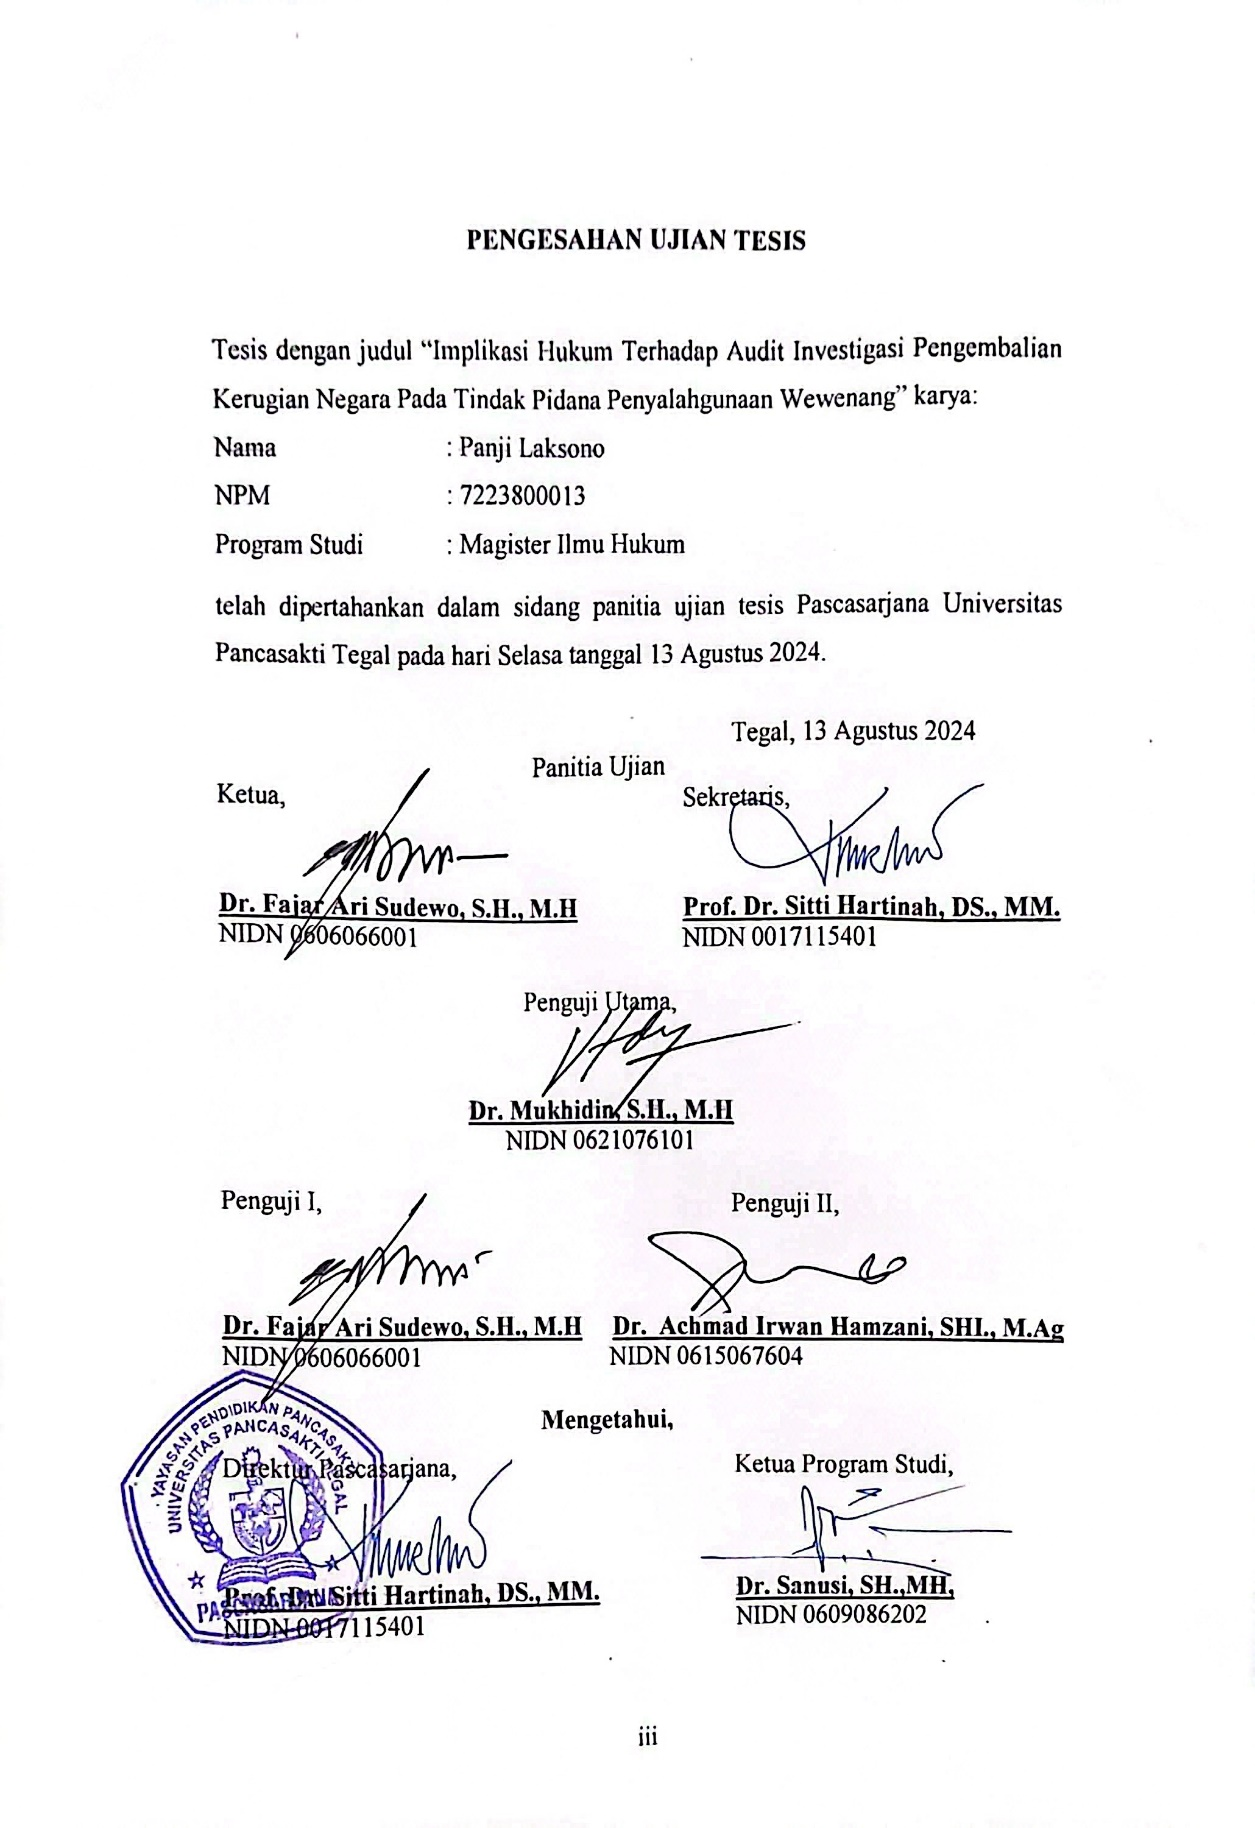 PENGESAHAN UJIAN TESIS
Tesis dengan judul “Implikasi Hukum Terhadap Audit Investigasi Pengembalian
Kerugian Negara Pada Tindak Pidana Penyalahgunaan Wewenang” karya:
Nama : Panji Laksono
NPM : 7223800013
Program Studi : Magister Ilmu Hukum
telah dipertahankan dalam sidang panitia ujian tesis Pascasarjana Universitas
Pancasakti Tegal pada hari Selasa tanggal 13 Agustus 2024.
Tegal, 13 Agustus 2024
Panitia Ujian
Ketua, Sekretaris,
Dr. Fajar Ari Sudewo, S.H., M.H Prof. Dr. Sitti Hartinah, DS., MM.
NIDN 0606066001 NIDN 0017115401
Penguji Utama,
Dr. Mukhidin, S.H., M.H
NIDN 0621076101
Penguji I, Penguji II,
Dr. Fajar Ari Sudewo, S.H., M.H Dr. Achmad Irwan Hamzani, SHI., M.Ag
NIDN 0606066001 NIDN 0615067604
Mengetahui,
YAYASAN PENDIDIKAN PANCASAKTI
UNIVERSITAS PANCASAKTI TEGAL
PASCASARJANA
Direktur Pascasarjana, Ketua Program Studi,
Prof. Dr. Sitti Hartinah, DS., MM. Dr. Sanusi, SH.,MH,
NIDN 0017115401 NIDN 0609086202
iii